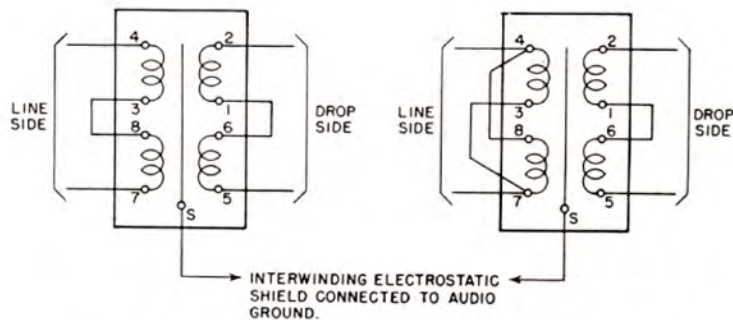 4 2
LINE SIDE
3 1
8 6
DROP SIDE
7 5
S
4 2
LINE SIDE
3 1
8 6
DROP SIDE
7 5
S
INTERWINDING ELECTROSTATIC
SHIELD CONNECTED TO AUDIO
GROUND.